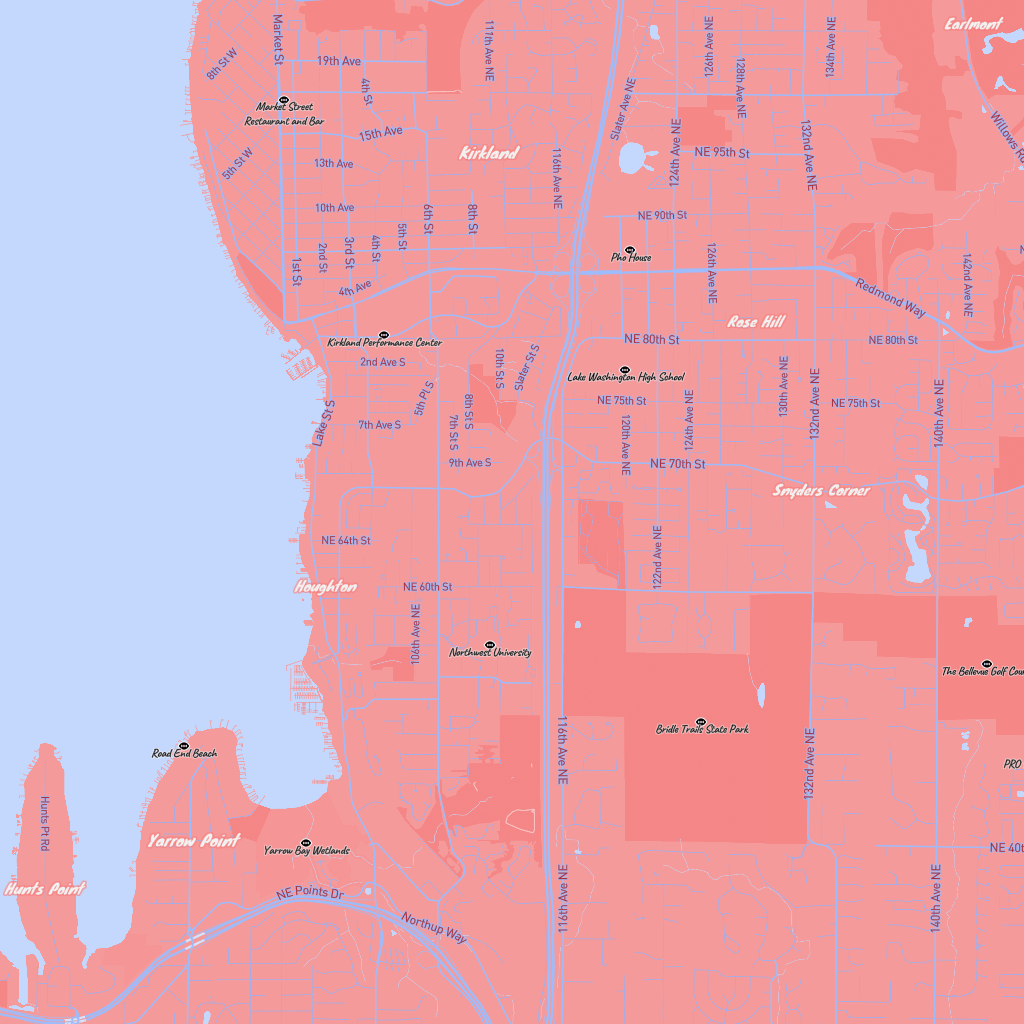 Earlmont
Market St
111th Ave NE
126th Ave NE
134th Ave NE
8th St W
19th Ave
128th Ave NE
4th St
Slater Ave NE
Market Street
Restaurant and Bar
15th Ave
Willows Ro
Kirkland
124th Ave NE
NE 95th St
132nd Ave NE
5th St W
13th Ave
116th Ave NE
10th Ave
6th St
8th St
NE 90th St
5th St
4th St
3rd St
2nd St
1st St
Pho House
126th Ave NE
142nd Ave NE
N
4th Ave
Redmond Way
Rose Hill
Kirkland Performance Center
NE 80th St
NE 80th St
2nd Ave S
10th St S
Slater St S
Lake Washington High School
130th Ave NE
5th Pl S
8th St S
NE 75th St
NE 75th St
132nd Ave NE
140th Ave NE
Lake St S
7th Ave S
7th St S
120th Ave NE
124th Ave NE
9th Ave S
NE 70th St
Snyders Corner
NE 64th St
122nd Ave NE
Houghton
NE 60th St
106th Ave NE
Northwest University
The Bellevue Golf Cour
Bridle Trails State Park
Road End Beach
116th Ave NE
132nd Ave NE
PRO
Hunts Pt Rd
Yarrow Point
Yarrow Bay Wetlands
NE 40t
Hunts Point
NE Points Dr
Northup Way
116th Ave NE
140th Ave NE